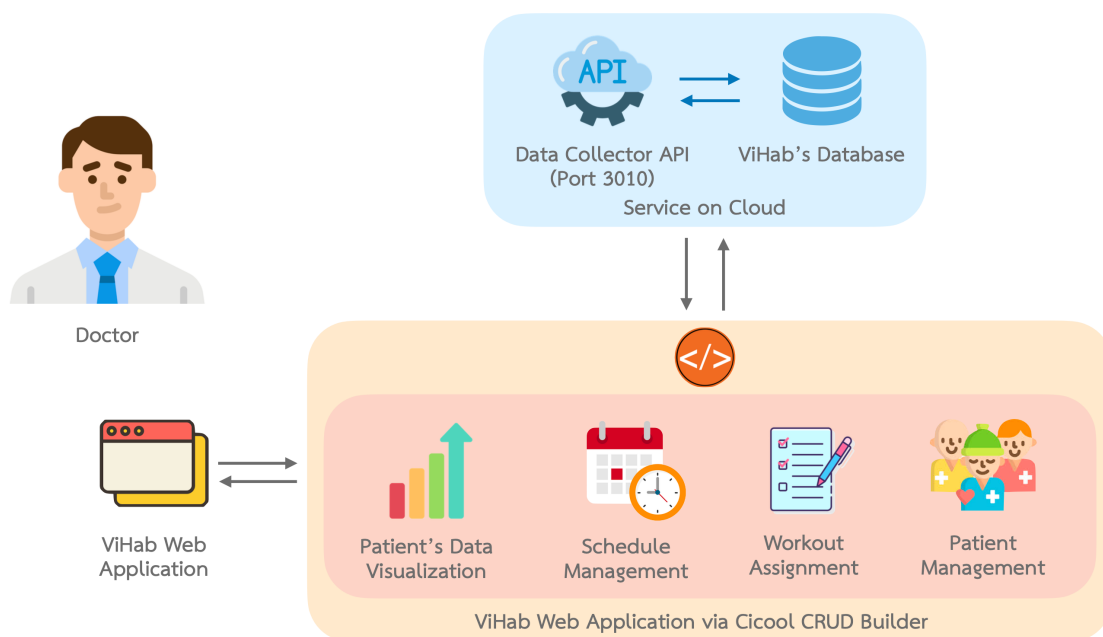 API
Data Collector API
(Port 3010)
ViHab's Database
Service on Cloud
Doctor
</>
ViHab Web
Application
Patient's Data
Visualization
Schedule
Management
Workout
Assignment
Patient
Management
ViHab Web Application via Cicool CRUD Builder